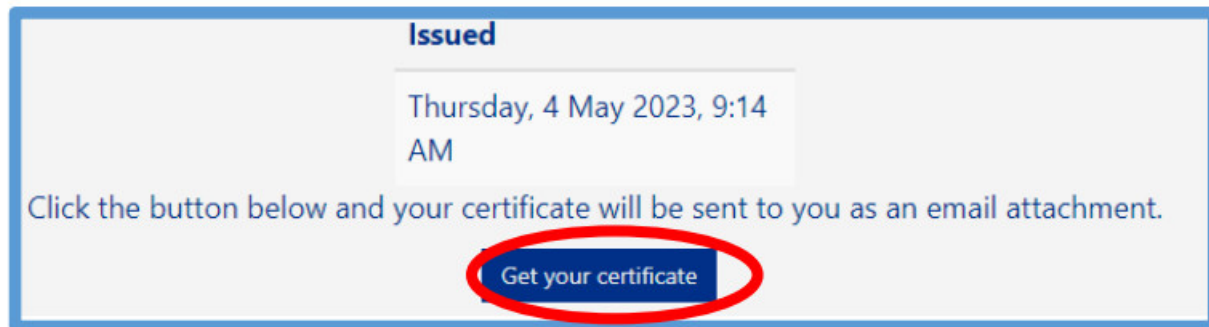 Issued
Thursday, 4 May 2023, 9:14
AM
Click the button below and your certificate will be sent to you as an email attachment.
Get your certificate